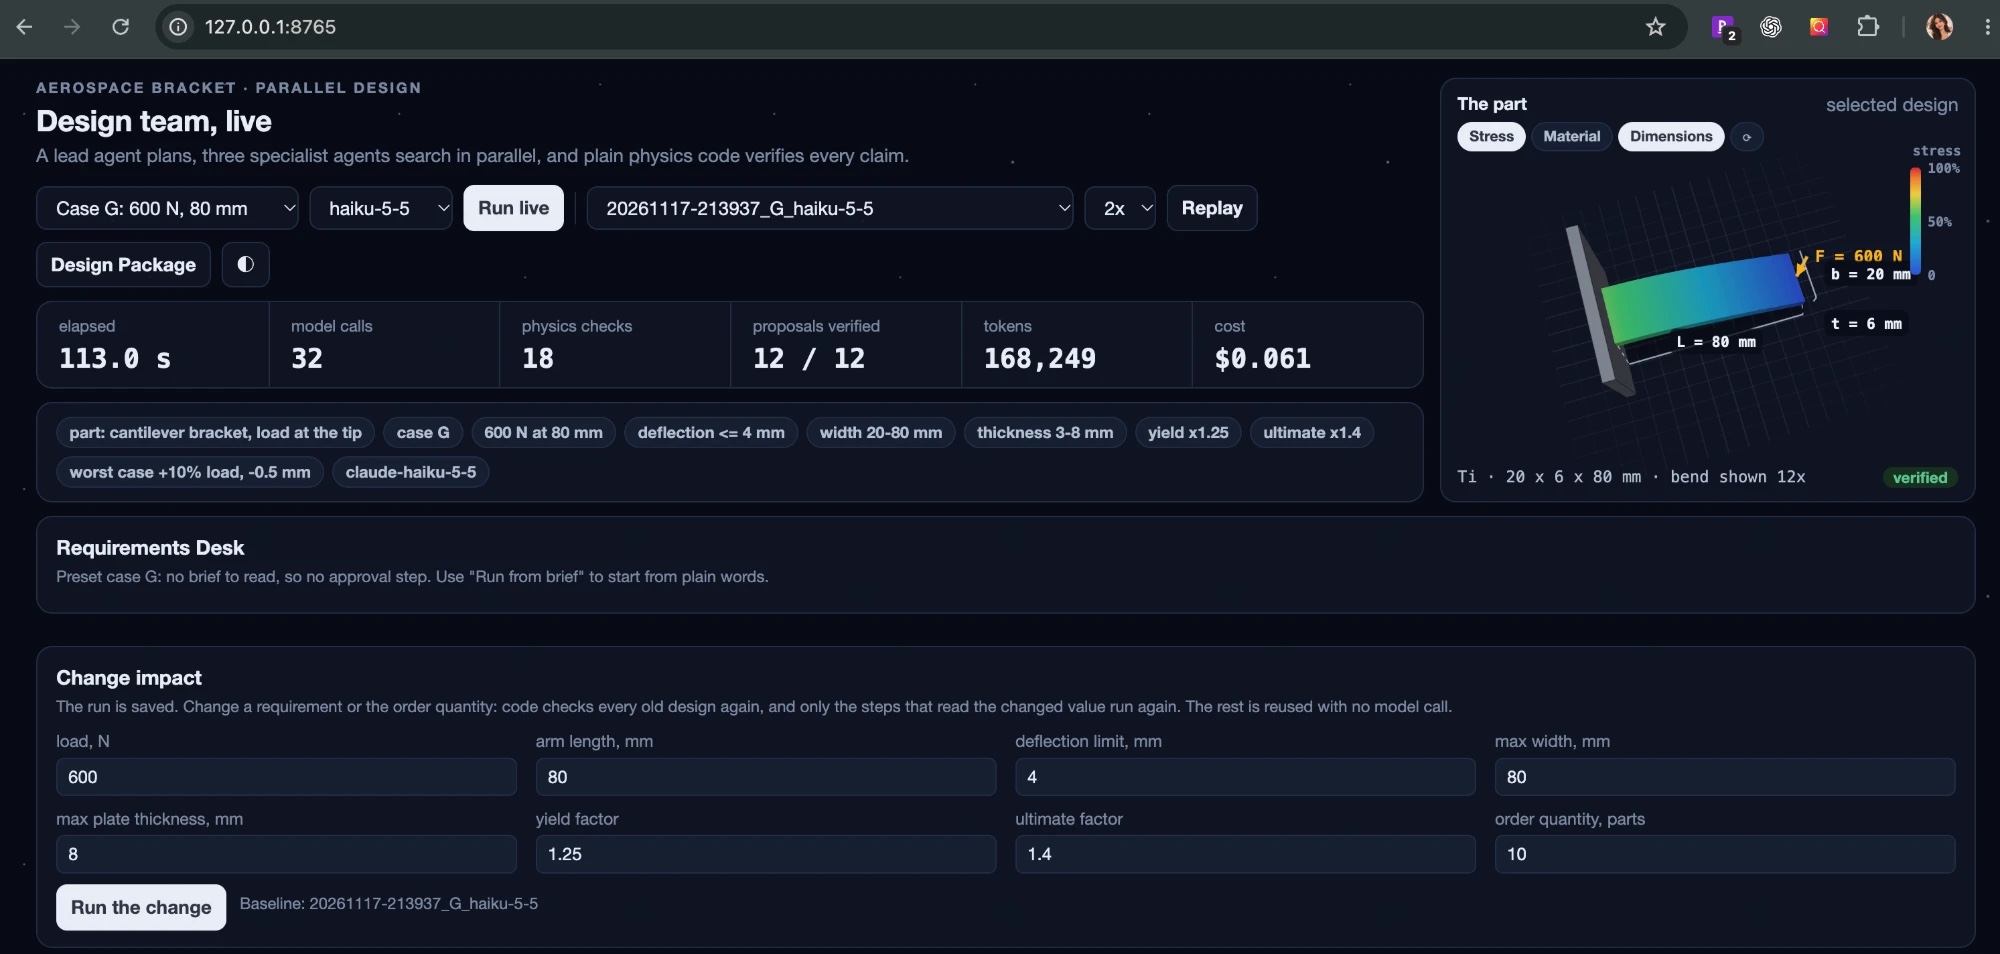 127.0.0.1:8765
2
AEROSPACE BRACKET · PARALLEL DESIGN
Design team, live
A lead agent plans, three specialist agents search in parallel, and plain physics code verifies every claim.
Case G: 600 N, 80 mm
haiku-5-5
Run live
20261117-213937_G_haiku-5-5
2x
Replay
Design Package
elapsed
113.0 s
model calls
32
physics checks
18
proposals verified
12 / 12
tokens
168,249
cost
$0.061
part: cantilever bracket, load at the tip
case G
600 N at 80 mm
deflection <= 4 mm
width 20-80 mm
thickness 3-8 mm
yield x1.25
ultimate x1.4
worst case +10% load, -0.5 mm
claude-haiku-5-5
The part
selected design
Stress
Material
Dimensions
stress
100%
50%
0
F = 600 N
b = 20 mm
t = 6 mm
L = 80 mm
Ti · 20 x 6 x 80 mm · bend shown 12x
verified
Requirements Desk
Preset case G: no brief to read, so no approval step. Use "Run from brief" to start from plain words.
Change impact
The run is saved. Change a requirement or the order quantity: code checks every old design again, and only the steps that read the changed value run again. The rest is reused with no model call.
load, N
600
arm length, mm
80
deflection limit, mm
4
max width, mm
80
max plate thickness, mm
8
yield factor
1.25
ultimate factor
1.4
order quantity, parts
10
Run the change
Baseline: 20261117-213937_G_haiku-5-5